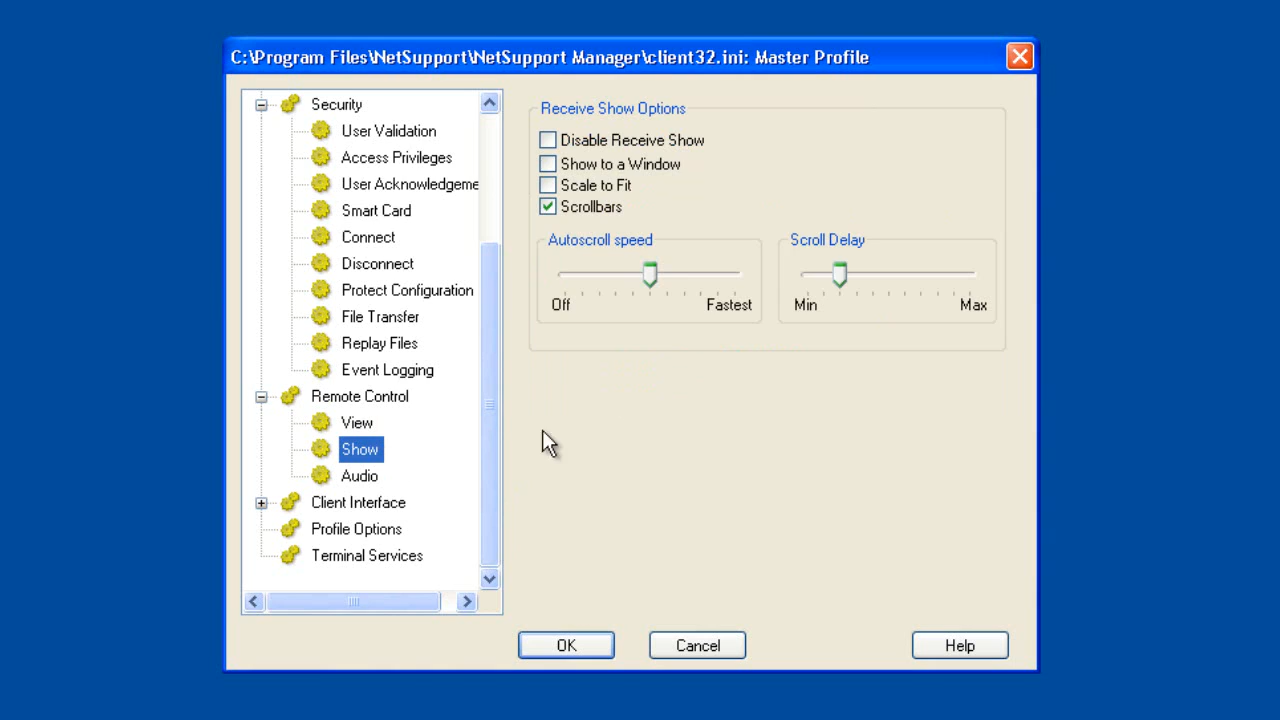 C:\Program Files\NetSupport\NetSupport Manager\client32.ini: Master Profile
Security
User Validation
Access Privileges
User Acknowledgeme
Smart Card
Connect
Disconnect
Protect Configuration
File Transfer
Replay Files
Event Logging
Remote Control
View
Show
Audio
Client Interface
Profile Options
Terminal Services
Receive Show Options
Disable Receive Show
Show to a Window
Scale to Fit
Scrollbars
Autoscroll speed
Off Fastest
Scroll Delay
Min Max
OK Cancel Help